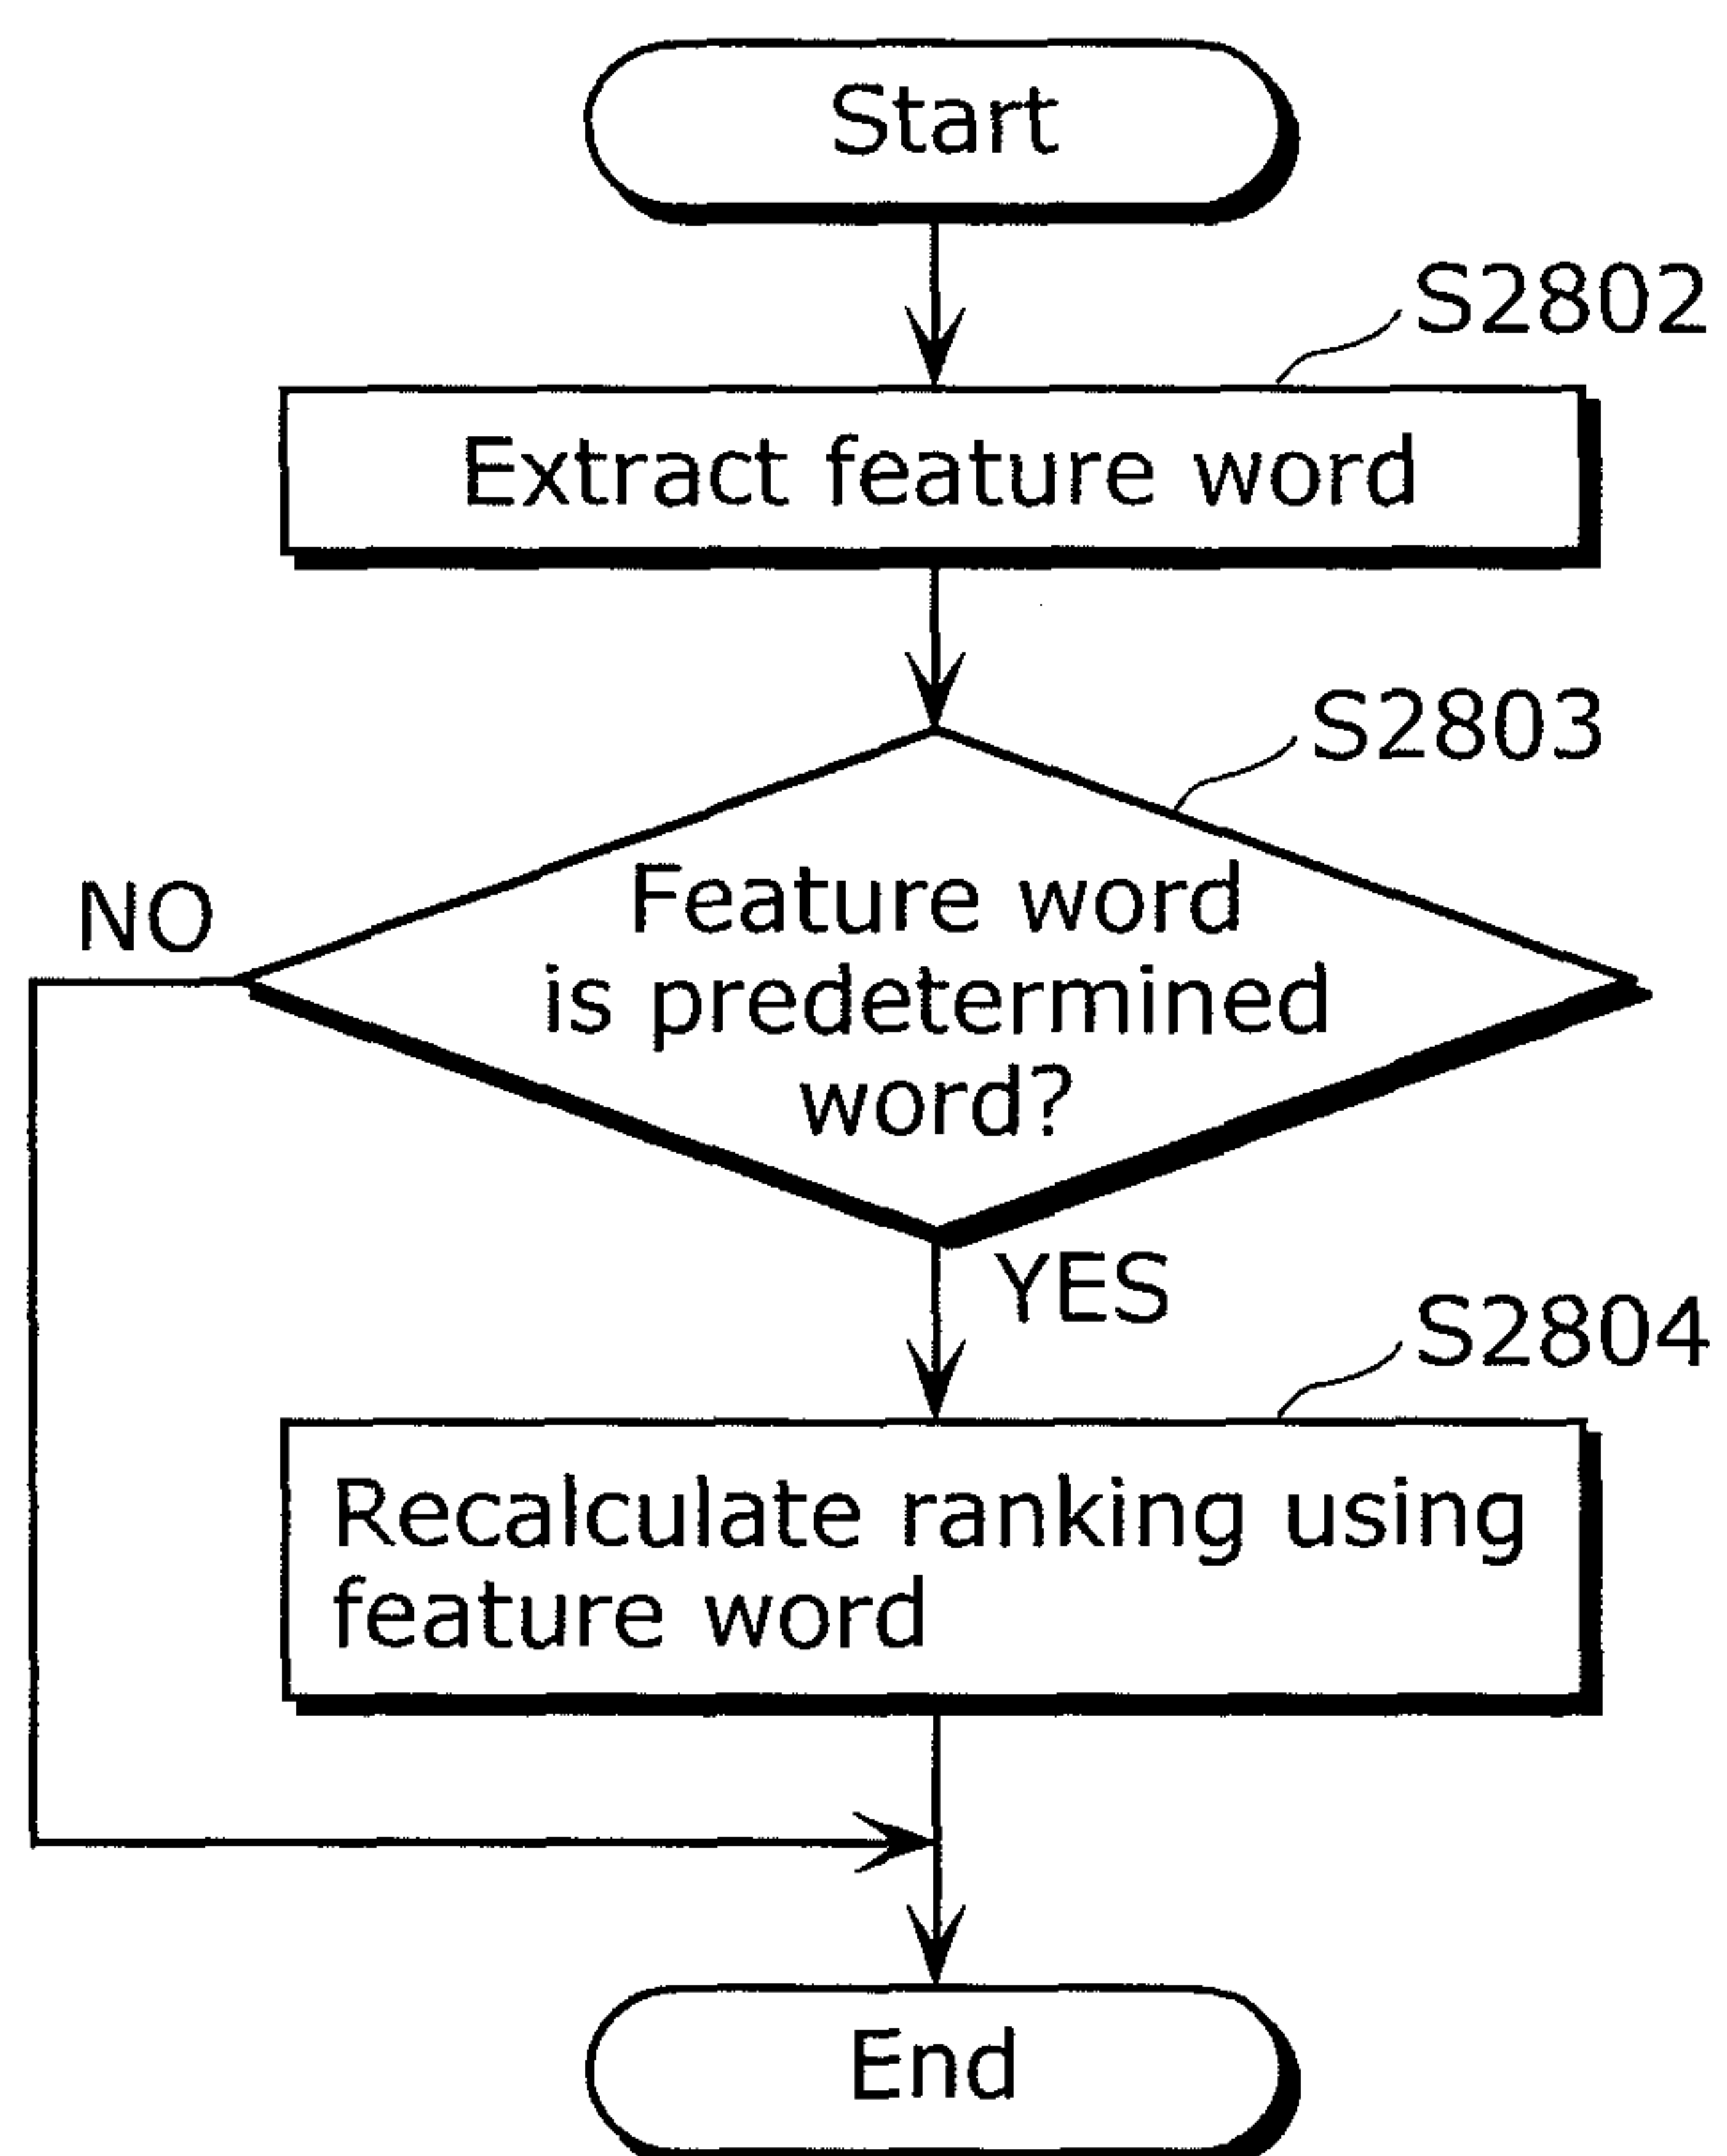 Start
S2802
Extract feature word
S2803
Feature word
is predetermined
word?
NO
YES
S2804
Recalculate ranking using
feature word
End